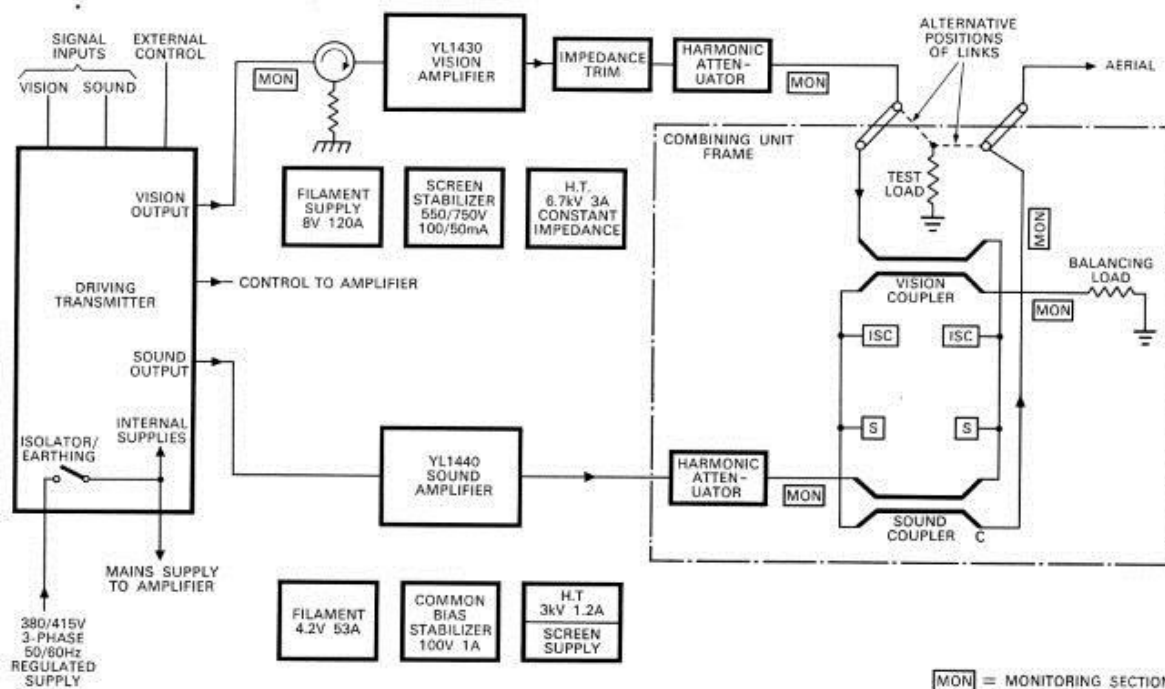 SIGNAL
INPUTS
EXTERNAL
CONTROL
VISION
SOUND
VISION
OUTPUT
DRIVING
TRANSMITTER
CONTROL TO AMPLIFIER
SOUND
OUTPUT
INTERNAL
SUPPLIES
ISOLATOR/
EARTHING
MAINS SUPPLY
TO AMPLIFIER
380/415V
3-PHASE
50/60Hz
REGULATED
SUPPLY
MON
YL1430
VISION
AMPLIFIER
IMPEDANCE
TRIM
HARMONIC
ATTEN-
UATOR
MON
ALTERNATIVE
POSITIONS
OF LINKS
AERIAL
FILAMENT
SUPPLY
8V 120A
SCREEN
STABILIZER
550/750V
100/50mA
H.T.
6.7kV 3A
CONSTANT
IMPEDANCE
COMBINING UNIT
FRAME
TEST
LOAD
MON
VISION
COUPLER
BALANCING
LOAD
MON
ISC
ISC
S
S
YL1440
SOUND
AMPLIFIER
HARMONIC
ATTEN-
UATOR
MON
SOUND
COUPLER
C
FILAMENT
4.2V 53A
COMMON
BIAS
STABILIZER
100V 1A
H.T
3kV 1.2A
SCREEN
SUPPLY
MON = MONITORING SECTION